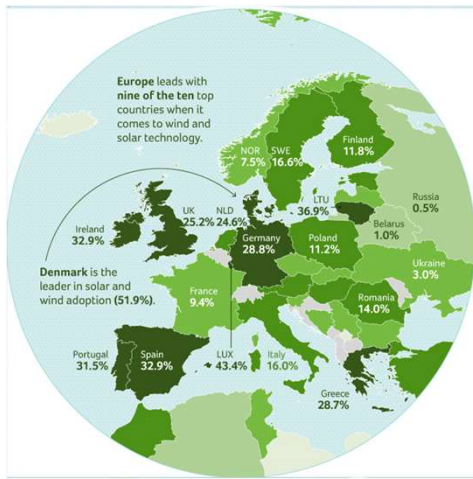 Europe leads with
nine of the ten top
countries when it
comes to wind and
solar technology.
NOR
7.5%
SWE
16.6%
Finland
11.8%
Russia
0.5%
LTU
36.9%
Belarus
1.0%
UK
25.2%
NLD
24.6%
Ireland
32.9%
Germany
28.8%
Poland
11.2%
Ukraine
3.0%
Denmark is the
leader in solar and
wind adoption (51.9%).
France
9.4%
Romania
14.0%
Portugal
31.5%
Spain
32.9%
LUX
43.4%
Italy
16.0%
Greece
28.7%